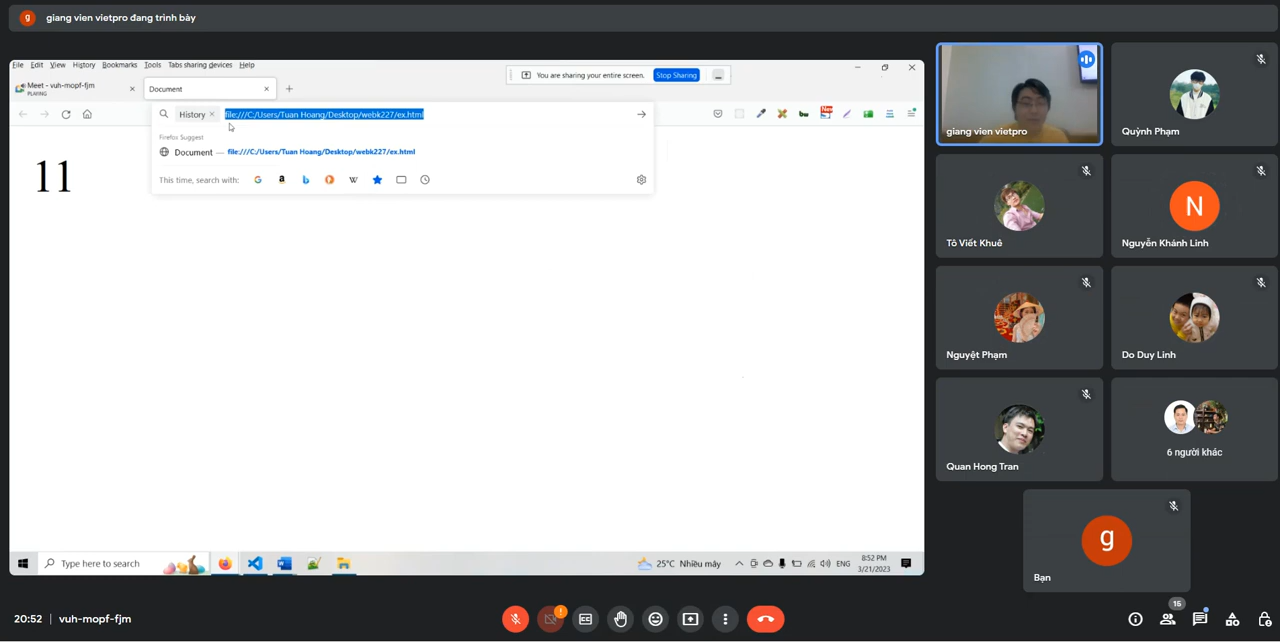 g giang vien vietpro đang trình bày
File Edit View History Bookmarks Tools Tabs sharing devices Help
You are sharing your entire screen. Stop Sharing
Meet - vuh-mopf-fjm
PLAYING
Document
History file:///C:/Users/Tuan Hoang/Desktop/webk227/ex.html
Firefox Suggest
Document — file:///C:/Users/Tuan Hoang/Desktop/webk227/ex.html
This time, search with:
11
Type here to search
25°C Nhiều mây
ENG
8:52 PM
3/21/2023
giang vien vietpro
Quỳnh Phạm
Tô Viết Khuê
N
Nguyễn Khánh Linh
Nguyệt Phạm
Do Duy Linh
Quan Hong Tran
6 người khác
g
Bạn
20:52 | vuh-mopf-fjm
15